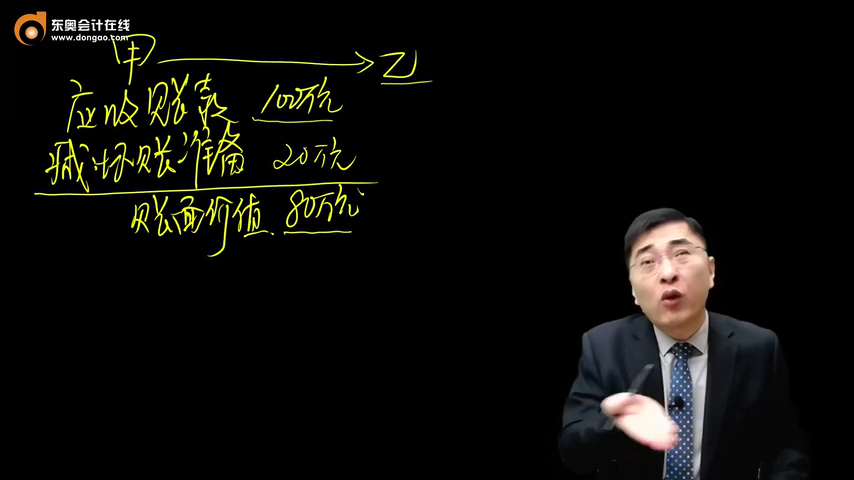 东奥会计在线
www.dongao.com
甲 → 乙
应收账款 100万元
减:坏账准备 20万元
账面价值. 80万元